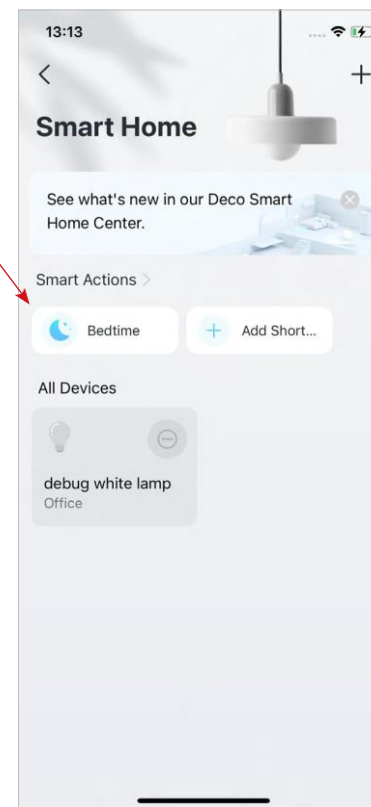 13:13
Smart Home
See what's new in our Deco Smart
Home Center.
Smart Actions >
Bedtime
+ Add Short...
All Devices
debug white lamp
Office